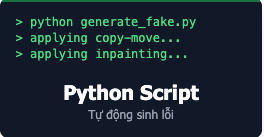 > python generate_fake.py
> applying copy-move...
> applying inpainting...
Python Script
Tự động sinh lỗi